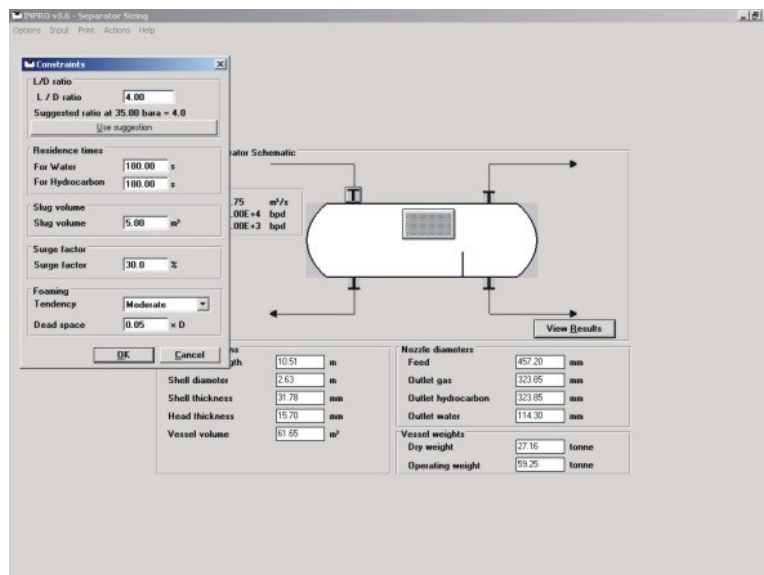 INPRO v5.6 - Separator Sizing
Options Input Print Actions Help
Constraints
L/D ratio
L / D ratio 4.00
Suggested ratio at 35.00 bara = 4.0
Use suggestion
Residence times
For Water 180.00 s
For Hydrocarbon 180.00 s
Slug volume
Slug volume 5.00 m³
Surge factor
Surge factor 30.0 %
Foaming
Tendency Moderate
Dead space 0.05 × D
OK Cancel
rator Schematic
.75 m³/s
.00E+4 bpd
.00E+3 bpd
View Results
ns
gth 10.51 m
Shell diameter 2.63 m
Shell thickness 31.78 mm
Head thickness 15.70 mm
Vessel volume 61.65 m³
Nozzle diameters
Feed 457.20 mm
Outlet gas 323.85 mm
Outlet hydrocarbon 323.85 mm
Outlet water 114.30 mm
Vessel weights
Dry weight 27.16 tonne
Operating weight 59.25 tonne